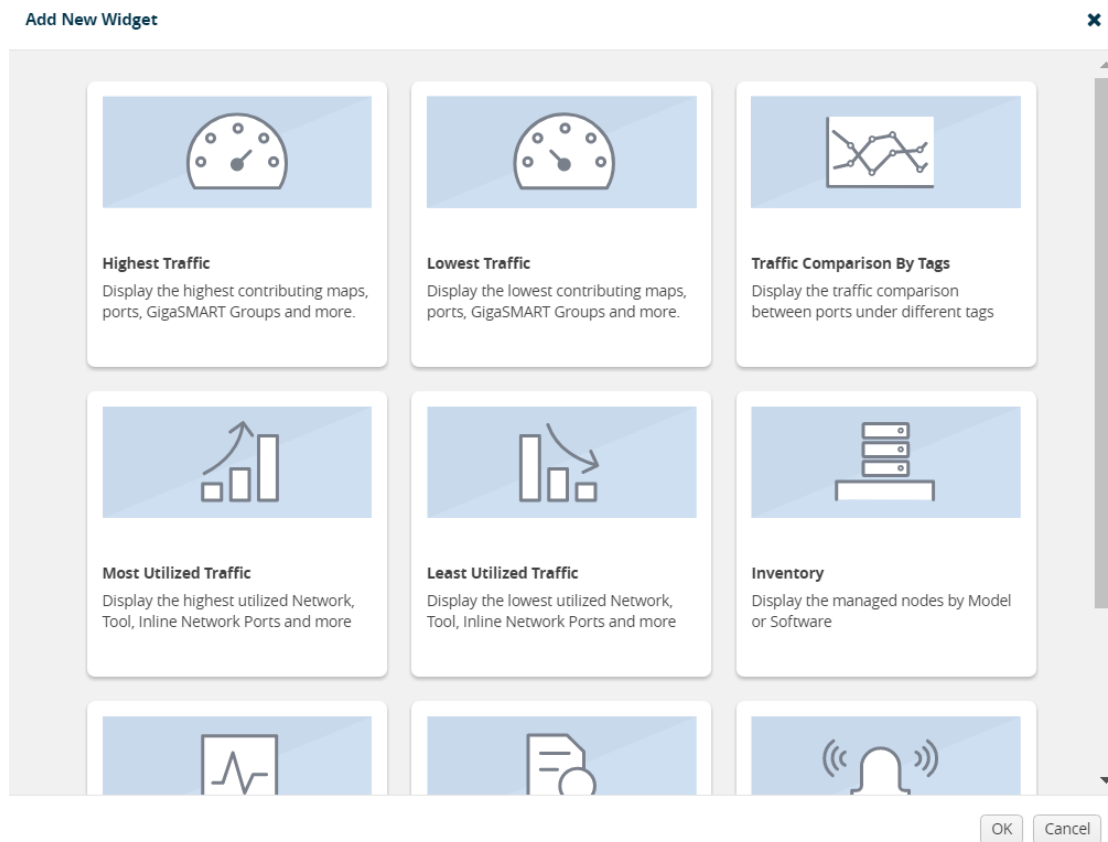 Add New Widget
Highest Traffic
Display the highest contributing maps,
ports, GigaSMART Groups and more.
Lowest Traffic
Display the lowest contributing maps,
ports, GigaSMART Groups and more.
Traffic Comparison By Tags
Display the traffic comparison
between ports under different tags
Most Utilized Traffic
Display the highest utilized Network,
Tool, Inline Network Ports and more
Least Utilized Traffic
Display the lowest utilized Network,
Tool, Inline Network Ports and more
Inventory
Display the managed nodes by Model
or Software
OK
Cancel